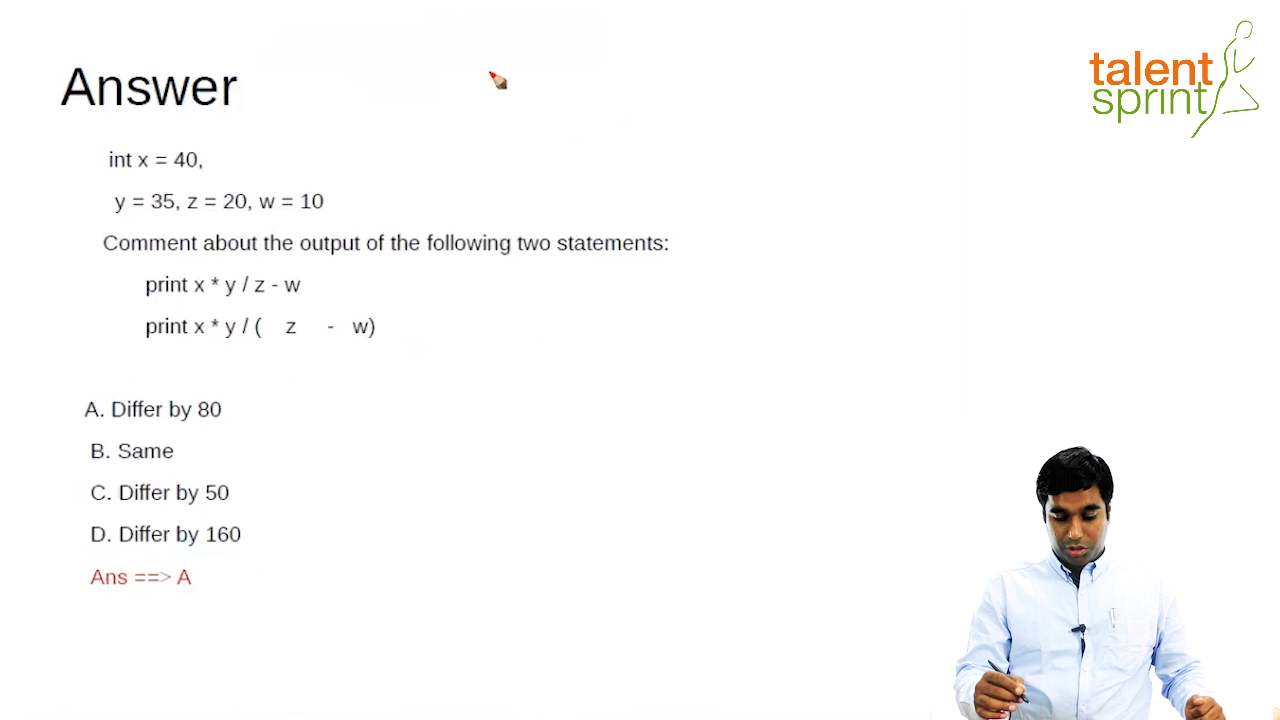 talent
sprint
Answer
int x = 40,
y = 35, z = 20, w = 10
Comment about the output of the following two statements:
print x * y / z - w
print x * y / ( z - w)
A. Differ by 80
B. Same
C. Differ by 50
D. Differ by 160
Ans ==> A